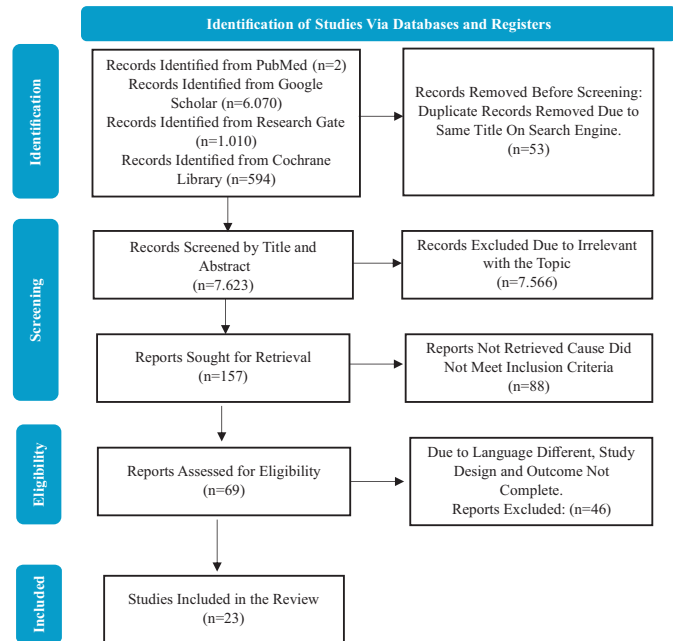 Identification of Studies Via Databases and Registers
Identification
Records Identified from PubMed (n=2)
Records Identified from Google
Scholar (n=6.070)
Records Identified from Research Gate
(n=1.010)
Records Identified from Cochrane
Library (n=594)
Records Removed Before Screening:
Duplicate Records Removed Due to
Same Title On Search Engine.
(n=53)
Screening
Records Screened by Title and
Abstract
(n=7.623)
Records Excluded Due to Irrelevant
with the Topic
(n=7.566)
Reports Sought for Retrieval
(n=157)
Reports Not Retrieved Cause Did
Not Meet Inclusion Criteria
(n=88)
Eligibility
Reports Assessed for Eligibility
(n=69)
Due to Language Different, Study
Design and Outcome Not
Complete.
Reports Excluded: (n=46)
Included
Studies Included in the Review
(n=23)